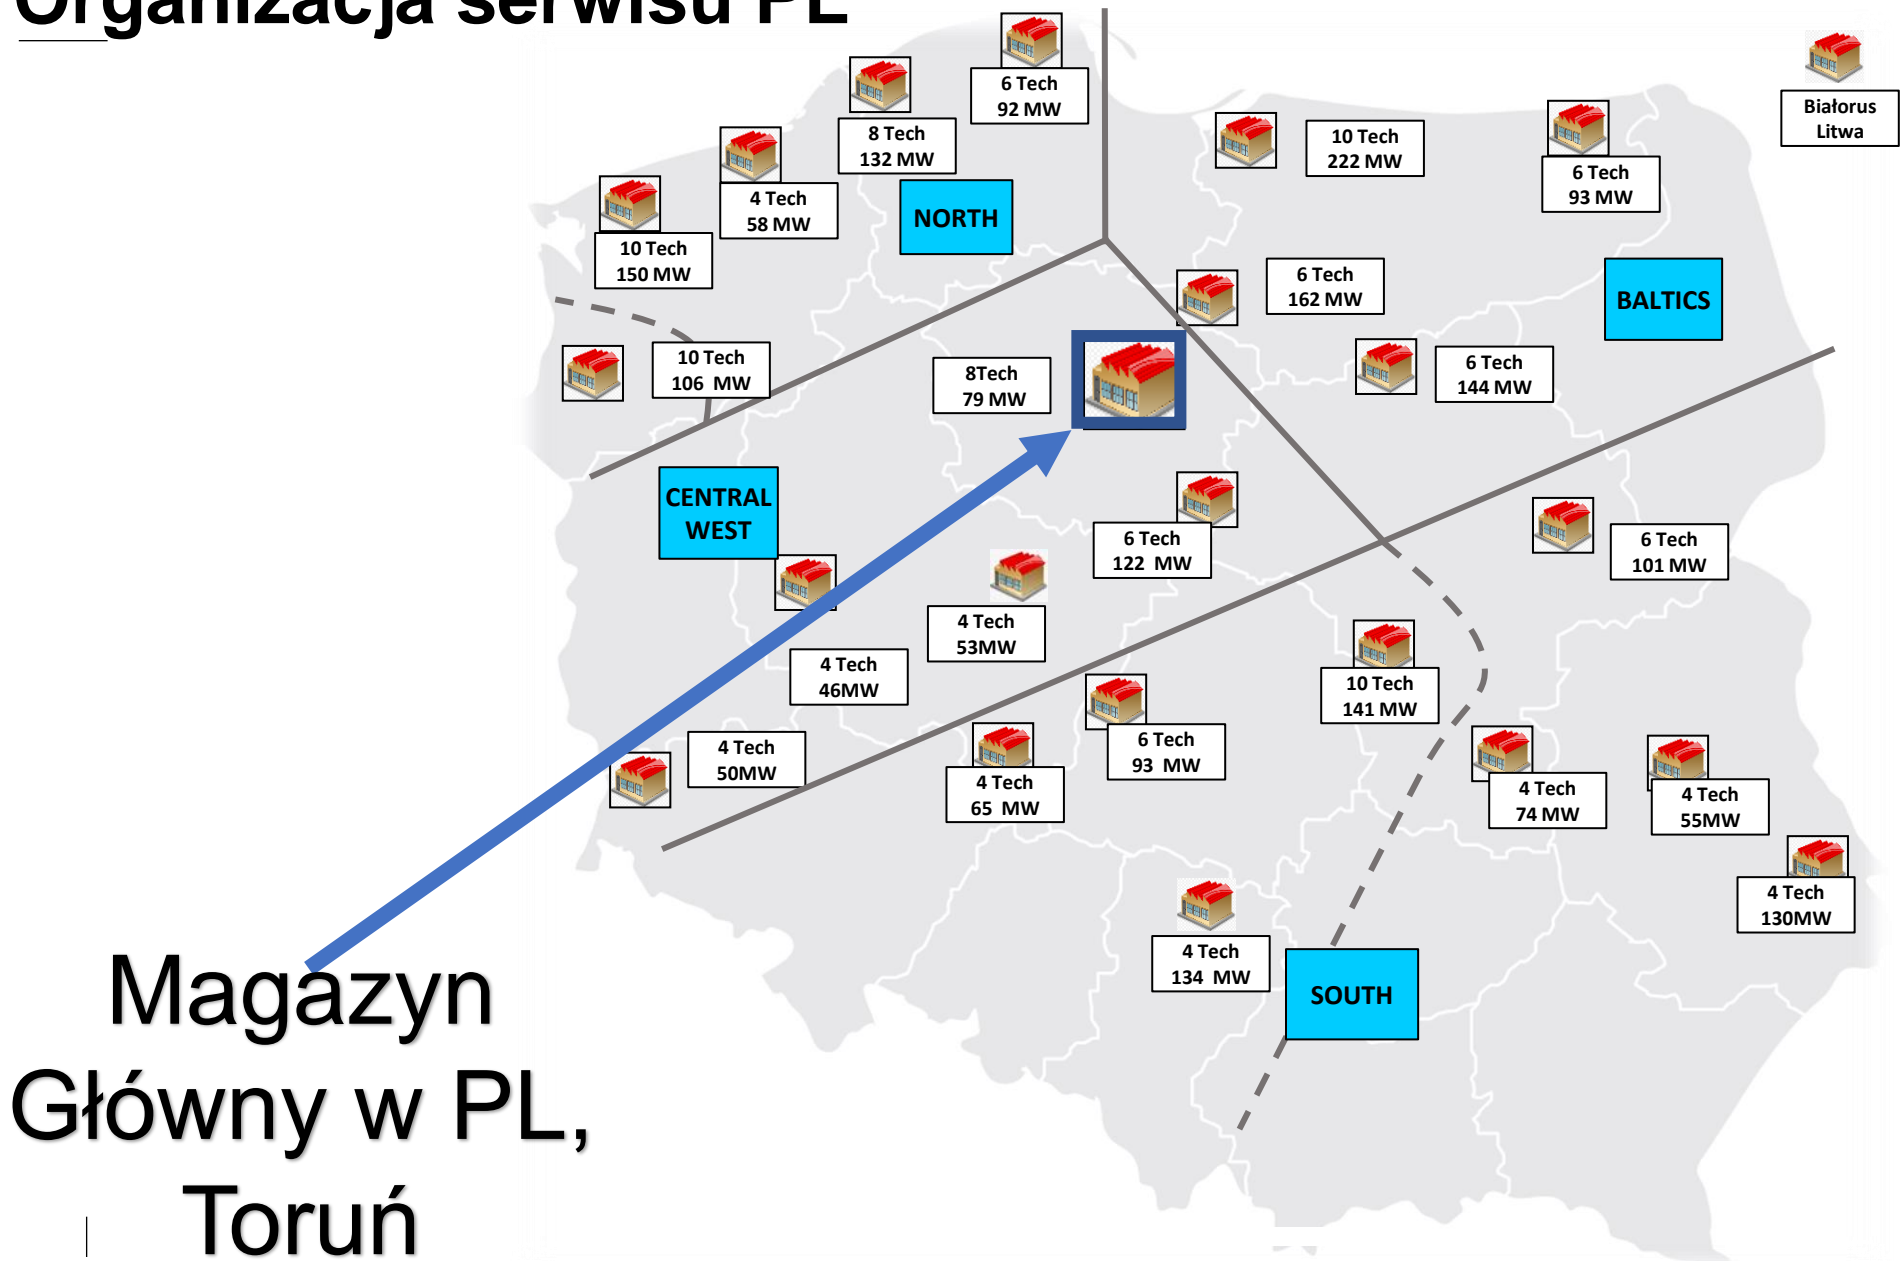 Organizacja serwisu PL
6 Tech
92 MW
8 Tech
132 MW
4 Tech
58 MW
10 Tech
150 MW
NORTH
10 Tech
222 MW
6 Tech
93 MW
Białorus
Litwa
6 Tech
162 MW
BALTICS
10 Tech
106 MW
8Tech
79 MW
6 Tech
144 MW
CENTRAL
WEST
6 Tech
122 MW
6 Tech
101 MW
4 Tech
53MW
4 Tech
46MW
10 Tech
141 MW
4 Tech
50MW
6 Tech
93 MW
4 Tech
65 MW
4 Tech
74 MW
4 Tech
55MW
4 Tech
130MW
4 Tech
134 MW
SOUTH
Magazyn
Główny w PL,
Toruń